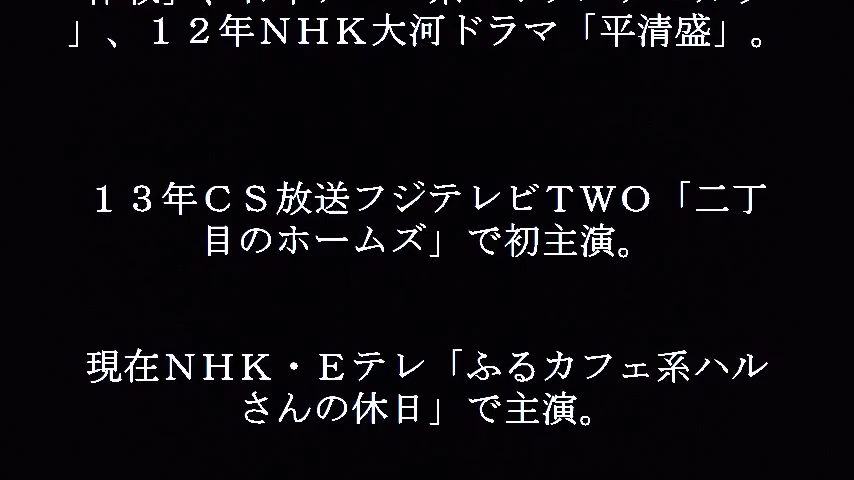 」、１２年ＮＨＫ大河ドラマ「平清盛」。
１３年ＣＳ放送フジテレビＴＷＯ「二丁
目のホームズ」で初主演。
現在ＮＨＫ・Ｅテレ「ふるカフェ系ハル
さんの休日」で主演。